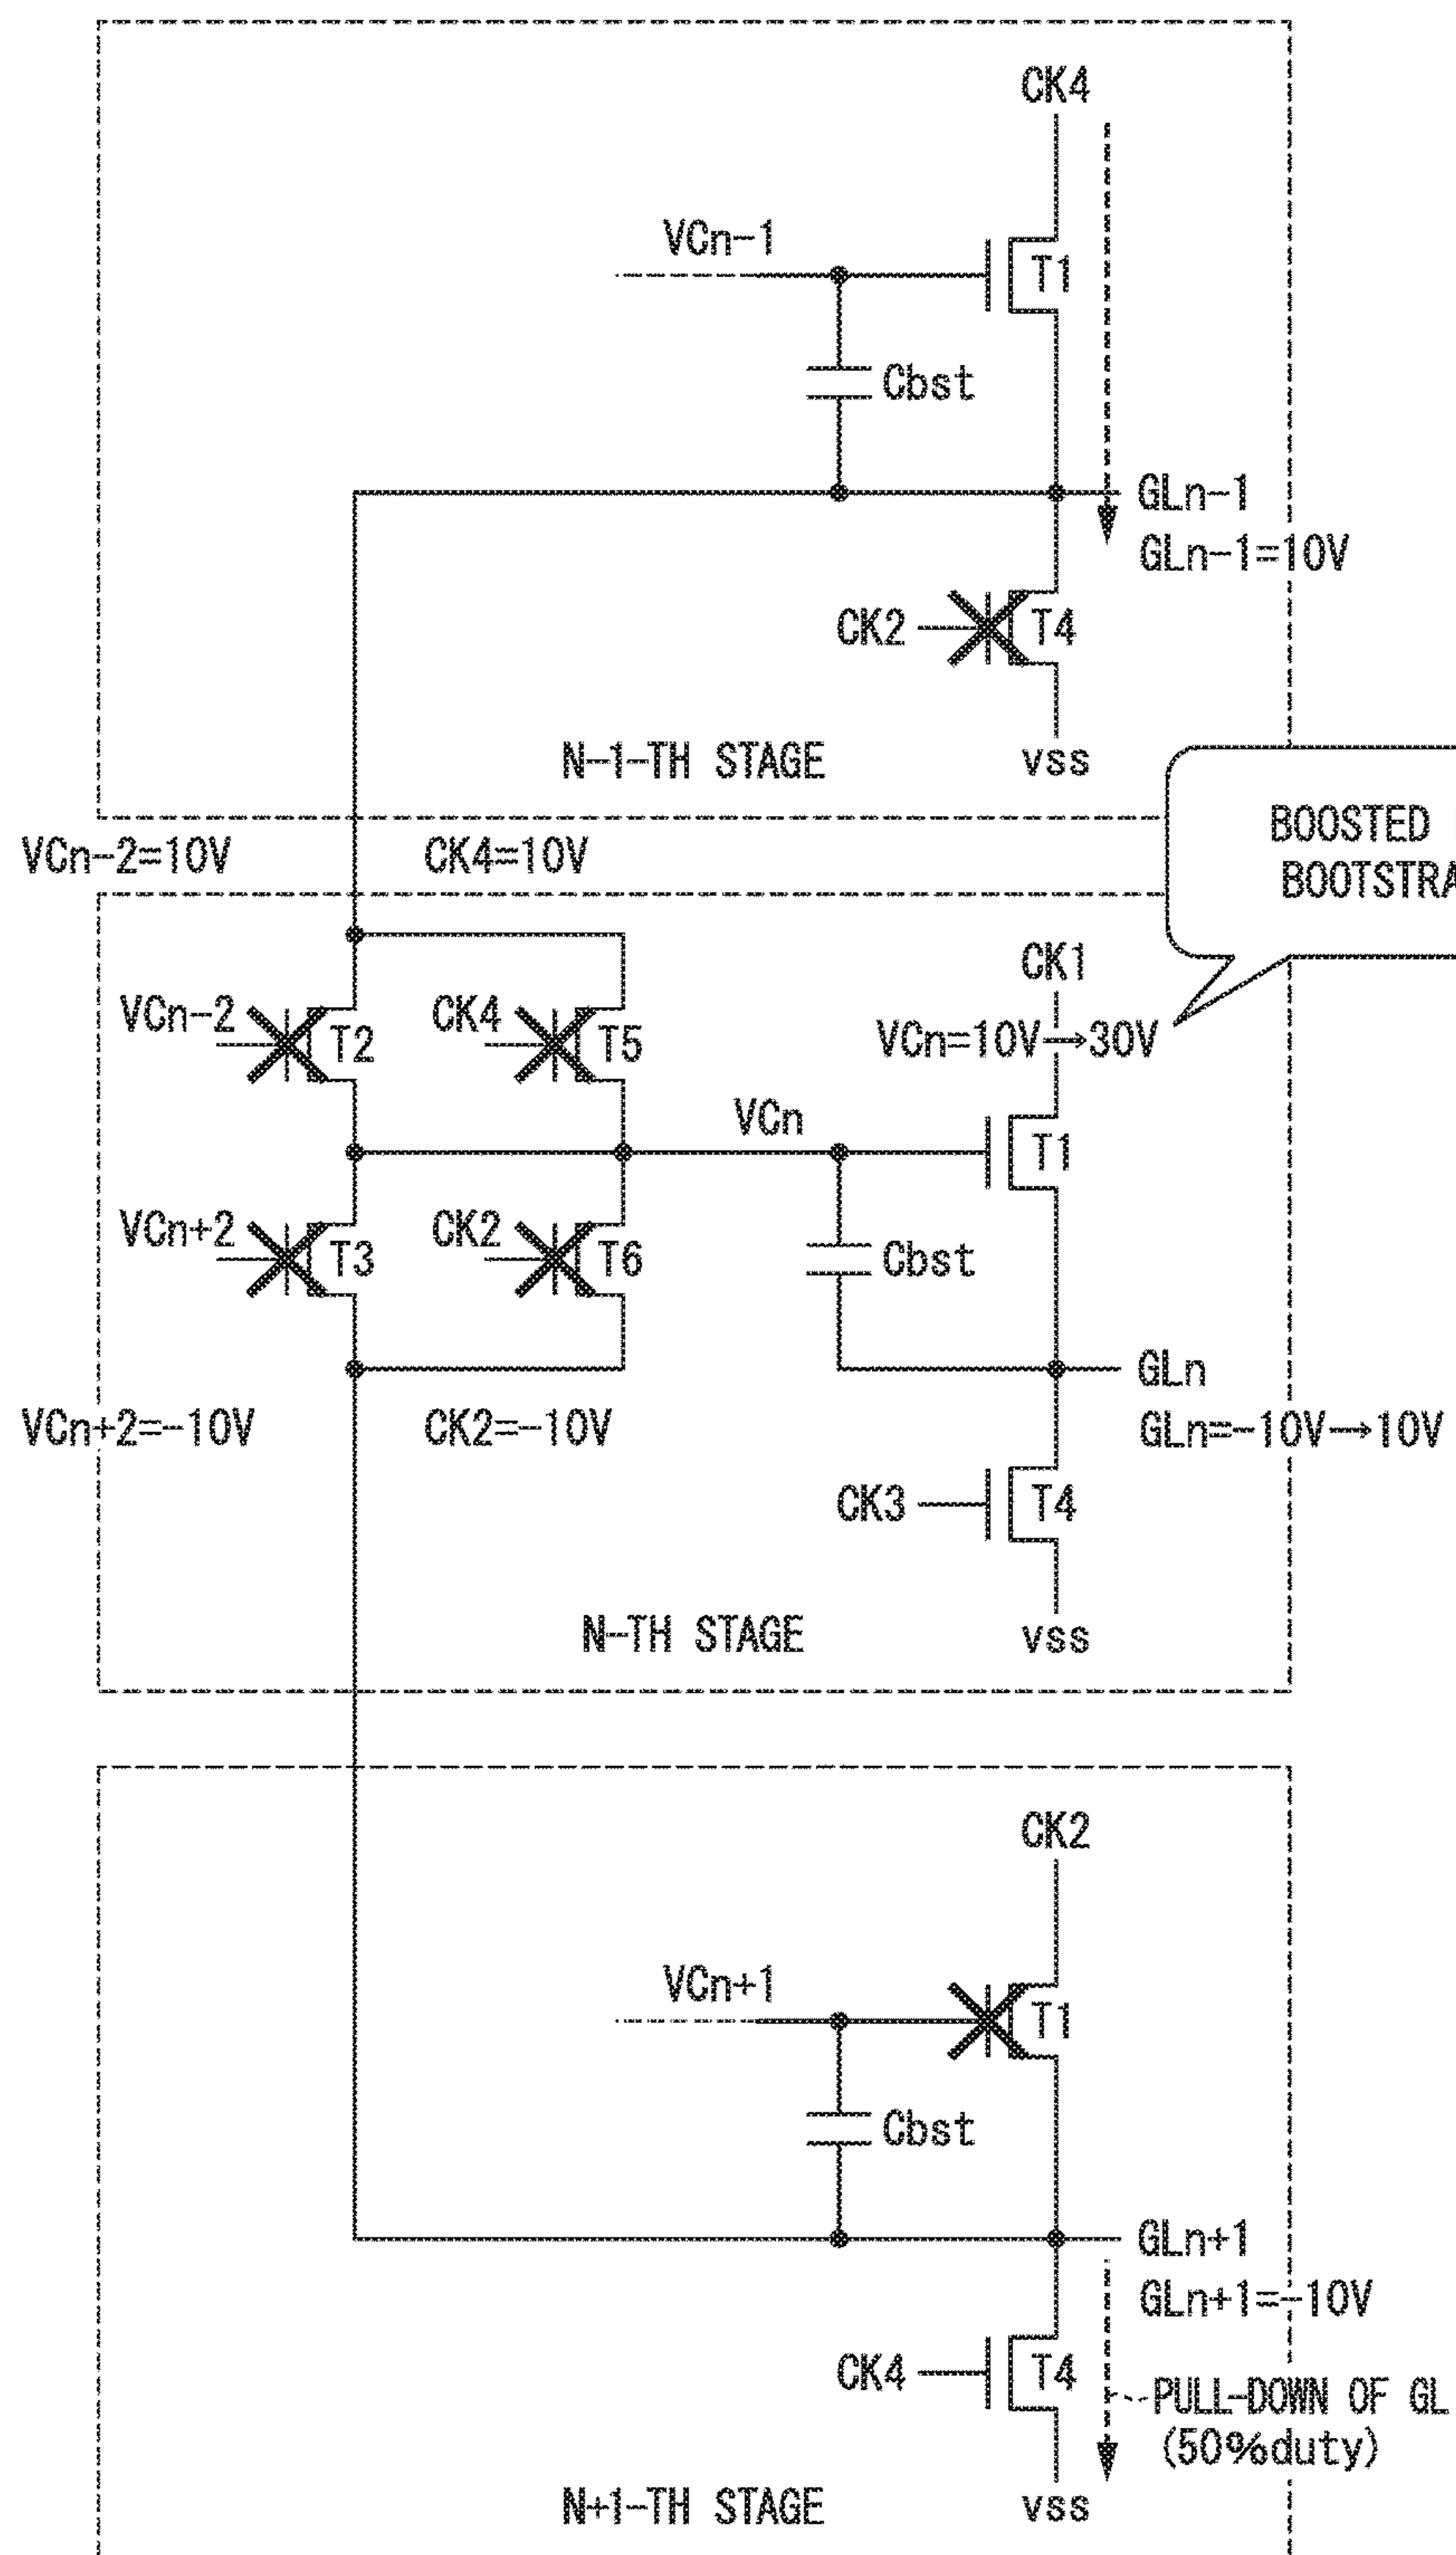 CK4
VCn-1
T1
Cbst
GLn-1
GLn-1=10V
CK2
T4
N-1-TH STAGE
vss
BOOSTED
BOOTSTRA
VCn-2=10V
CK4=10V
CK1
VCn-2
T2
CK4
T5
VCn=10V→30V
VCn
T1
VCn+2
T3
CK2
T6
Cbst
GLn
VCn+2=-10V
CK2=-10V
GLn=-10V→10V
CK3
T4
N-TH STAGE
vss
CK2
VCn+1
T1
Cbst
GLn+1
GLn+1=-10V
CK4
T4
PULL-DOWN OF GL
(50%duty)
N+1-TH STAGE
vss